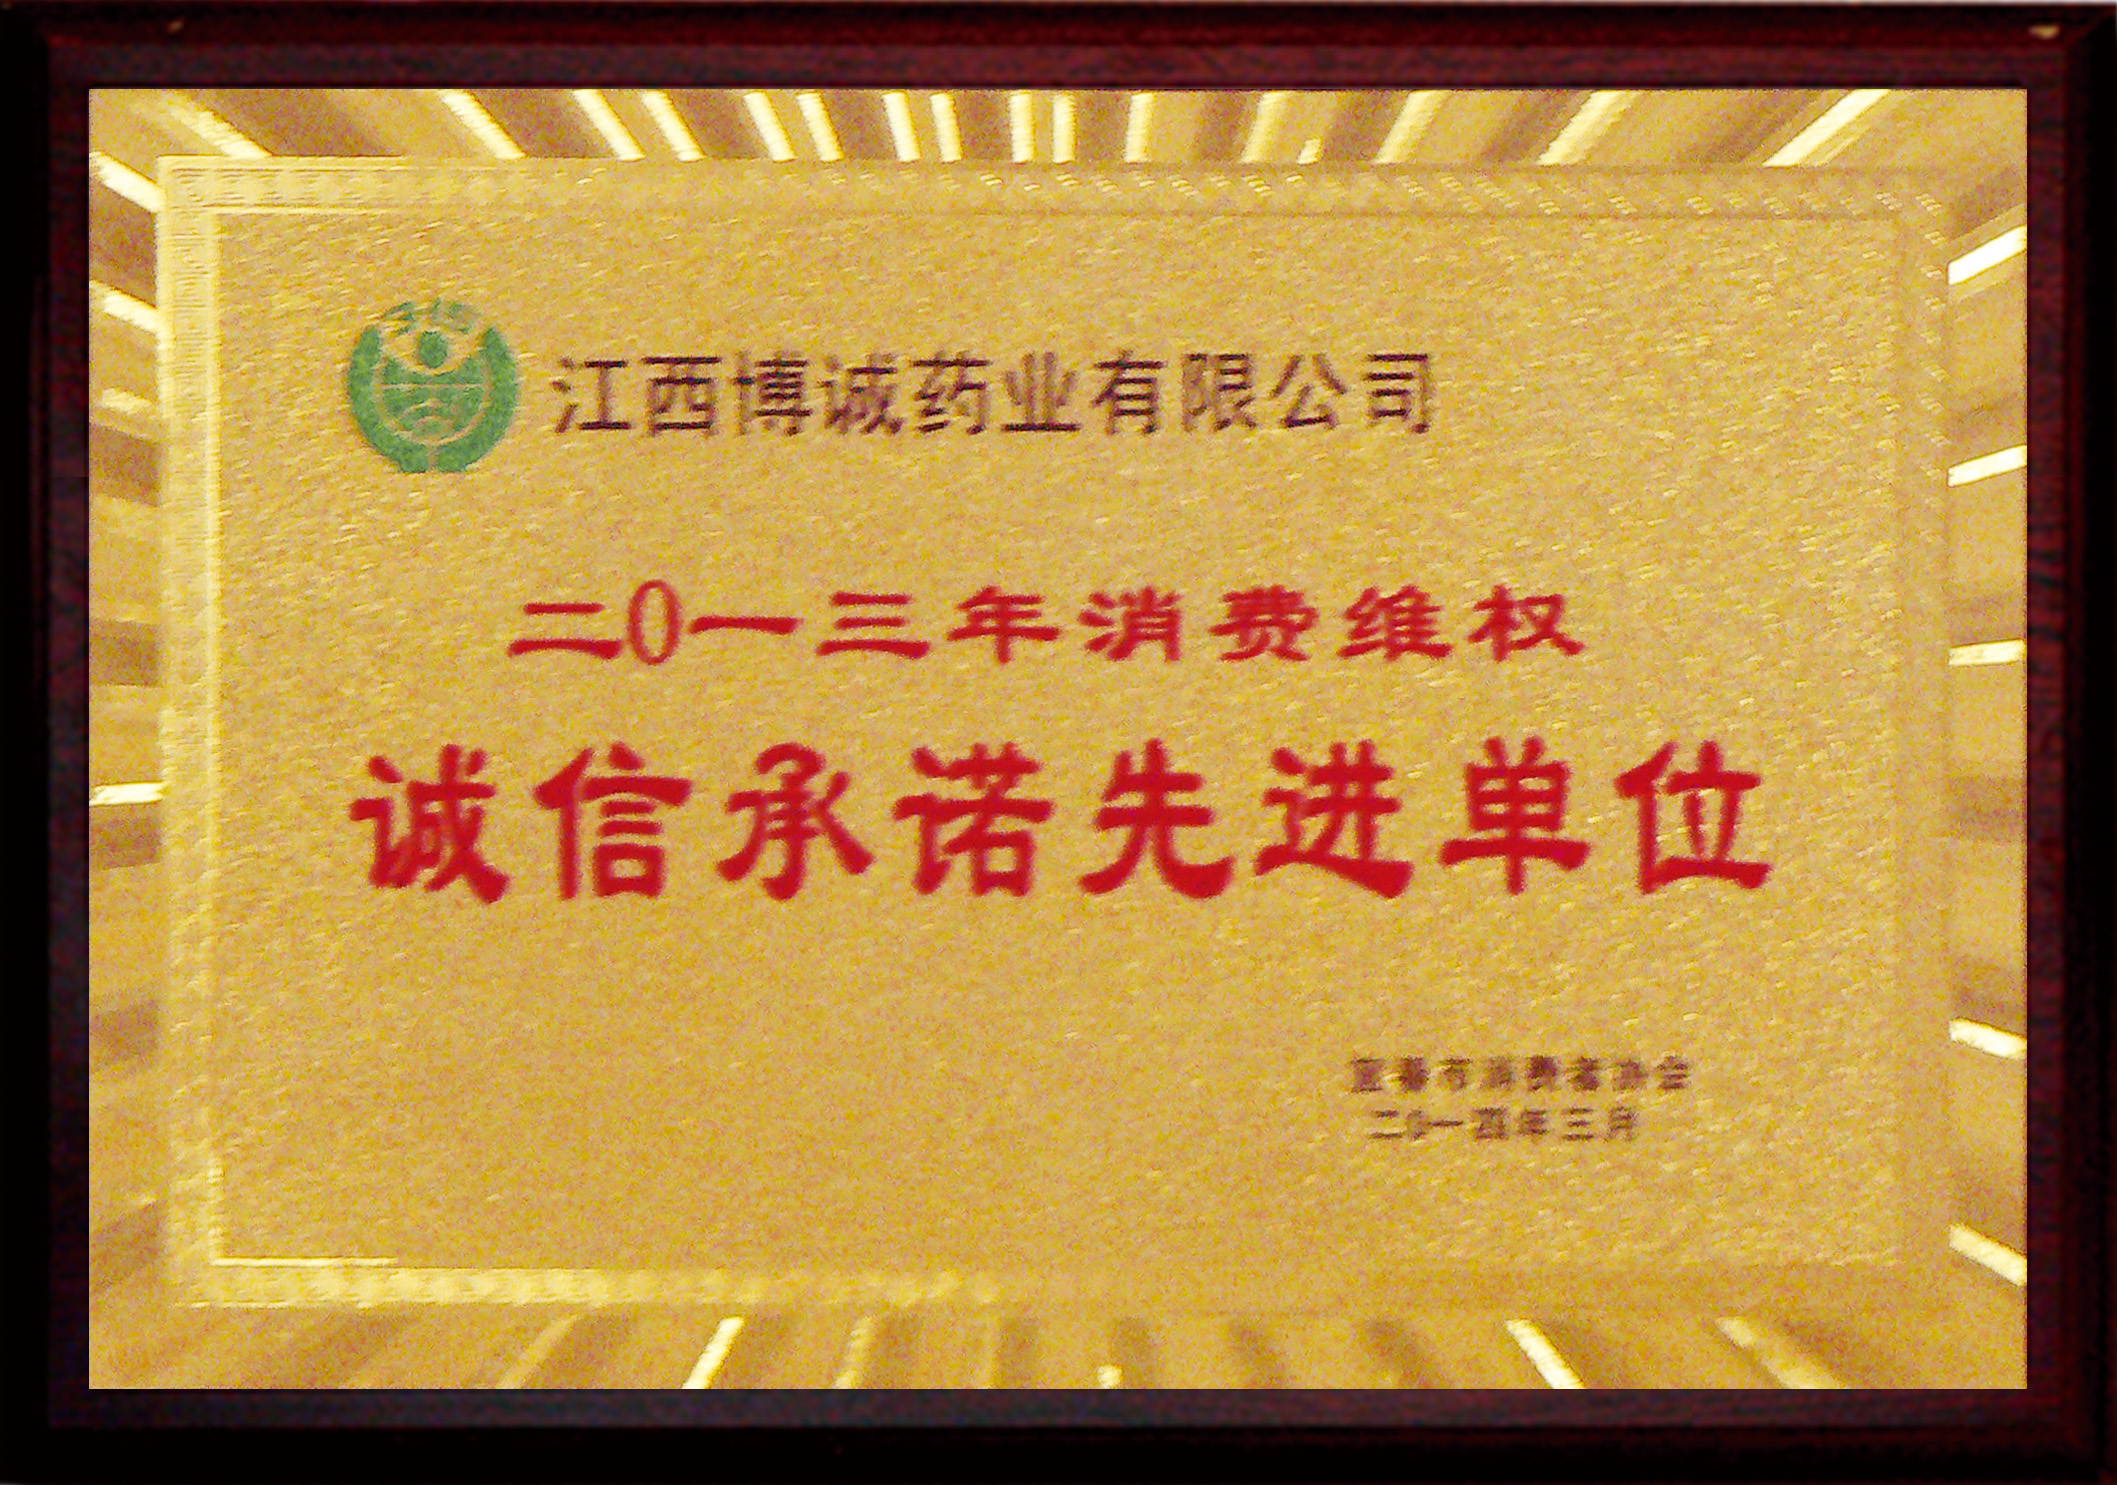 江西博诚药业有限公司
二0一三年消费维权
诚信承诺先进单位
宜春市消费者协会
二0一四年三月